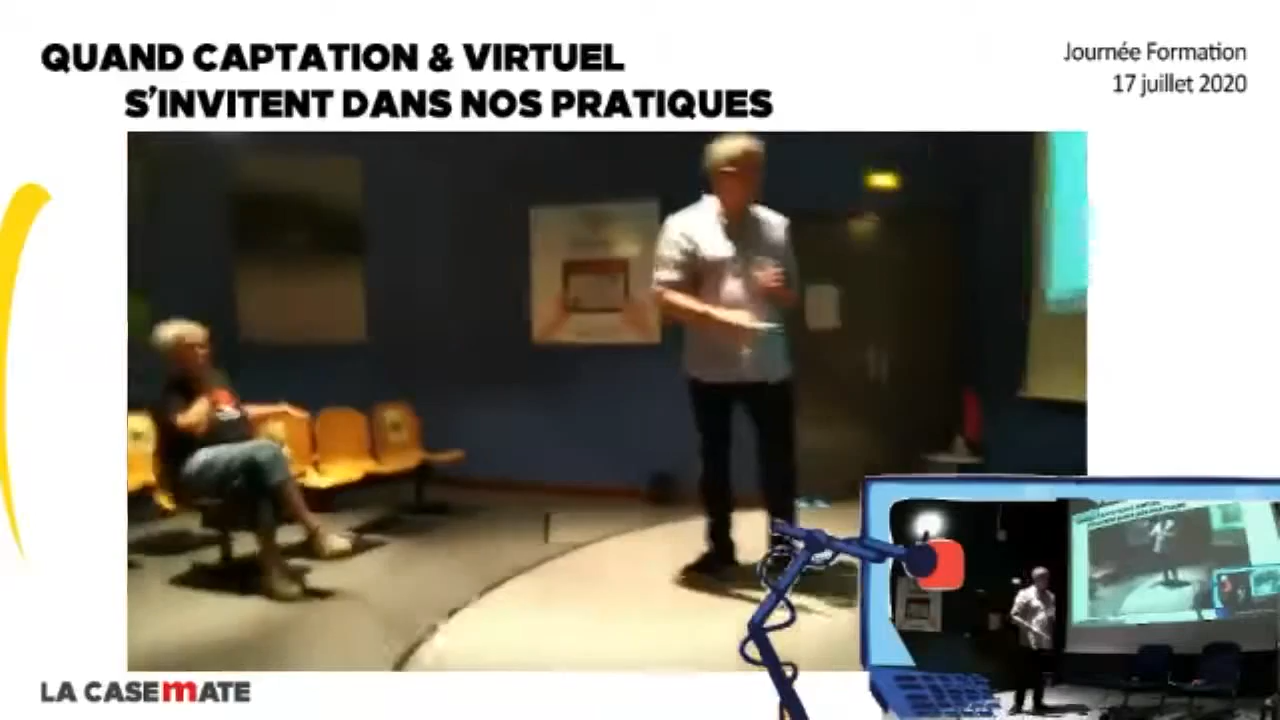 QUAND CAPTATION & VIRTUEL
S'INVITENT DANS NOS PRATIQUES
Journée Formation
17 juillet 2020
LA CASEMATE